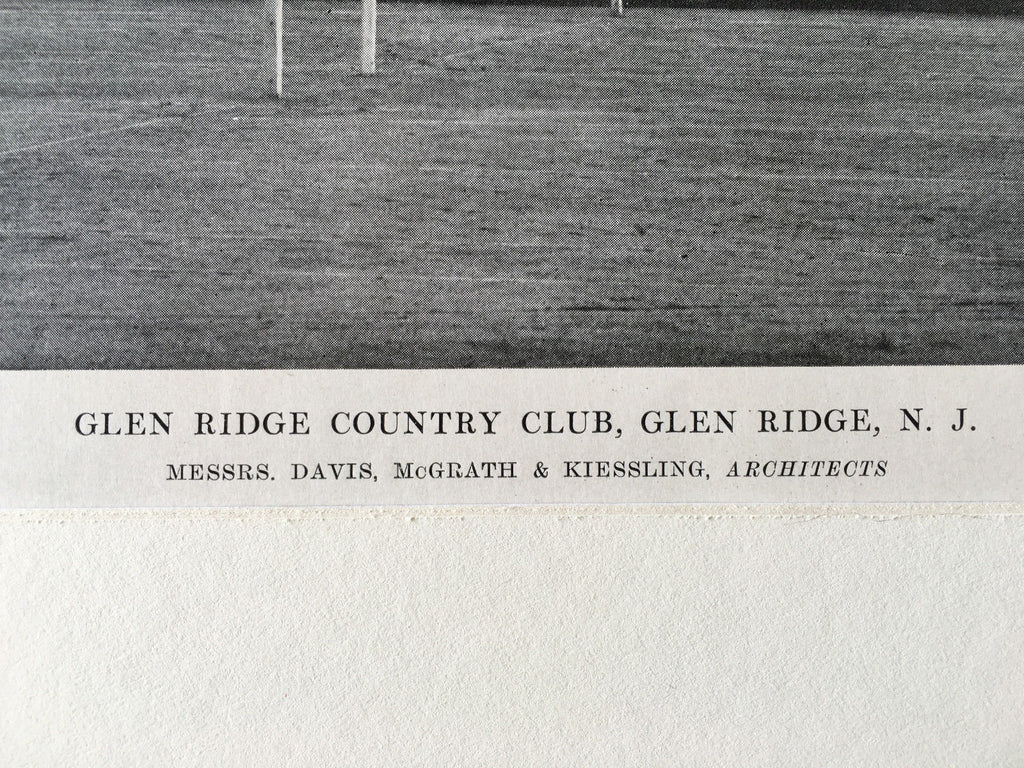 GLEN RIDGE COUNTRY CLUB, GLEN RIDGE, N. J.
MESSRS. DAVIS, McGRATH & KIESSLING, ARCHITECTS